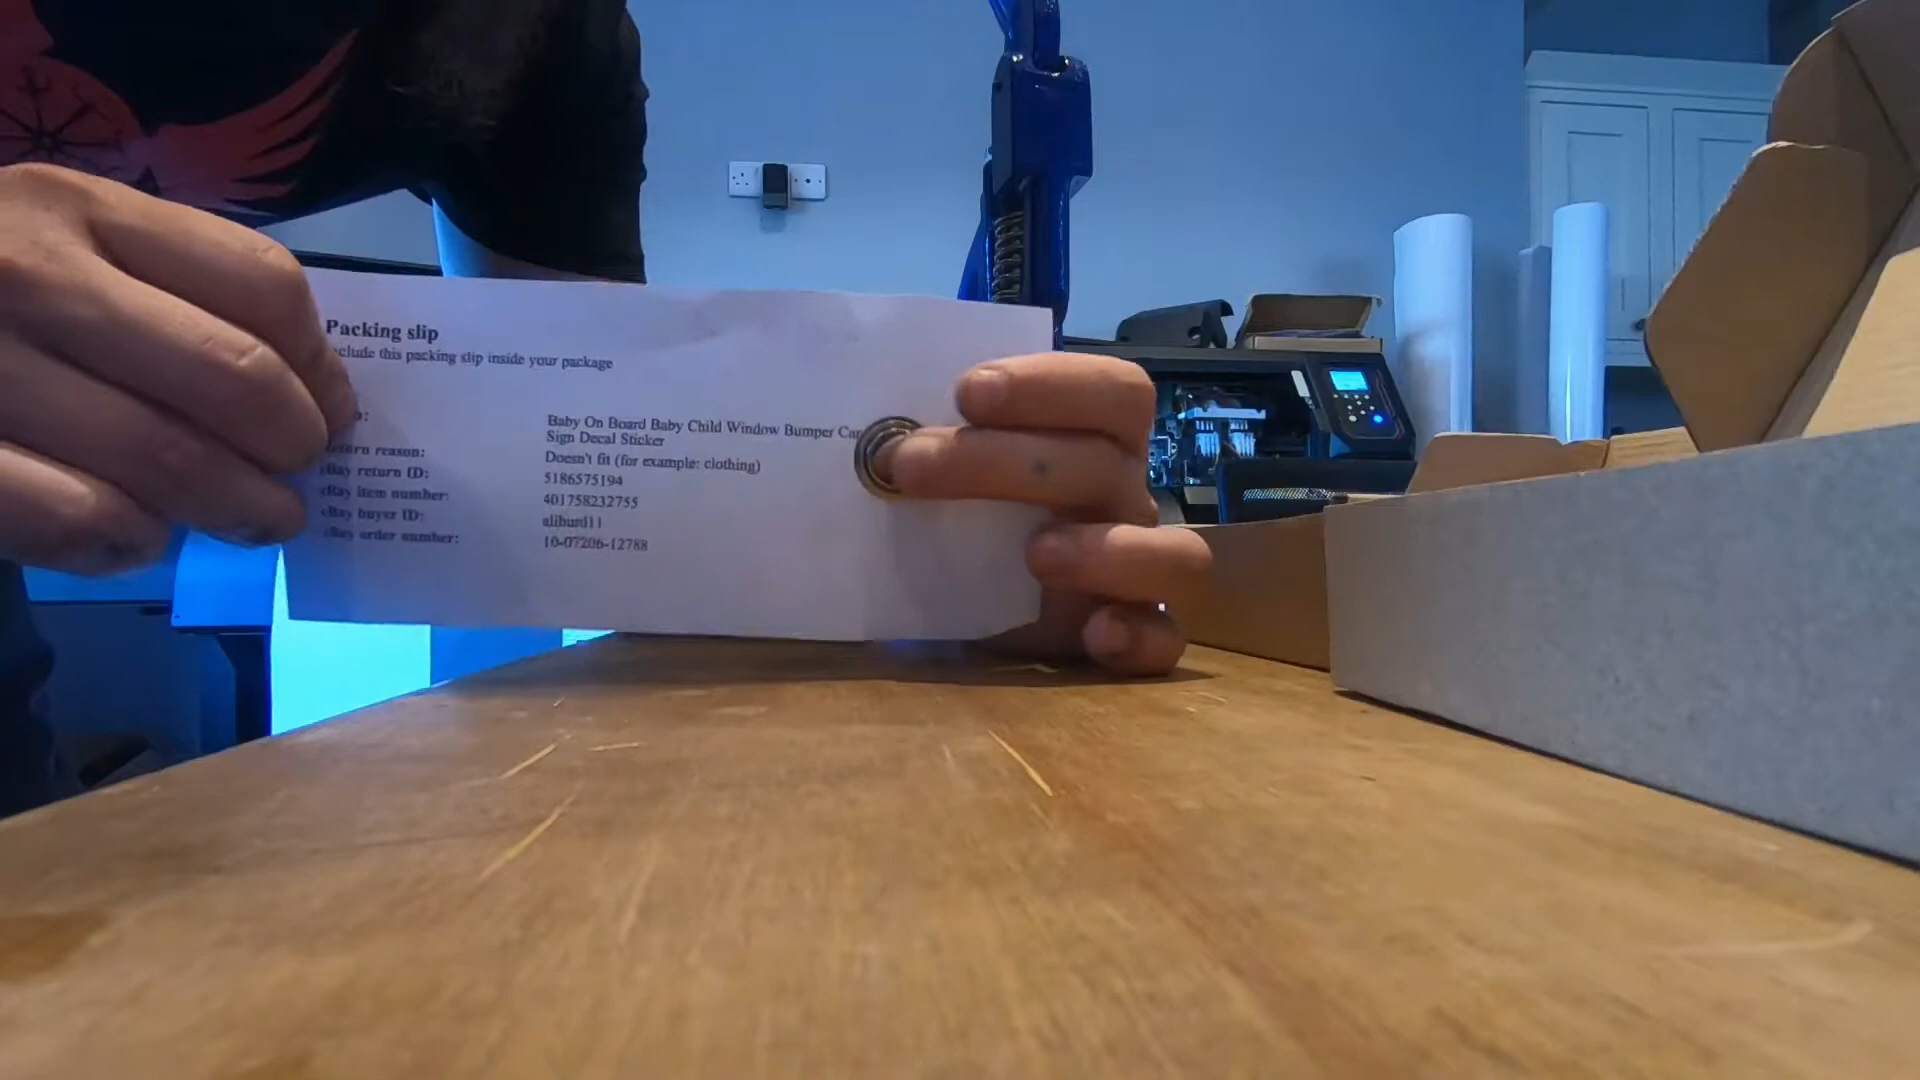 Packing slip
clude this packing slip inside your package
Baby On Board Baby Child Window Bumper Car
Sign Decal Sticker
reason: Doesn't fit (for example: clothing)
eBay return ID: 5186575194
eBay item number: 401758232755
eBay buyer ID: aliburd11
eBay order number: 10-07206-12788